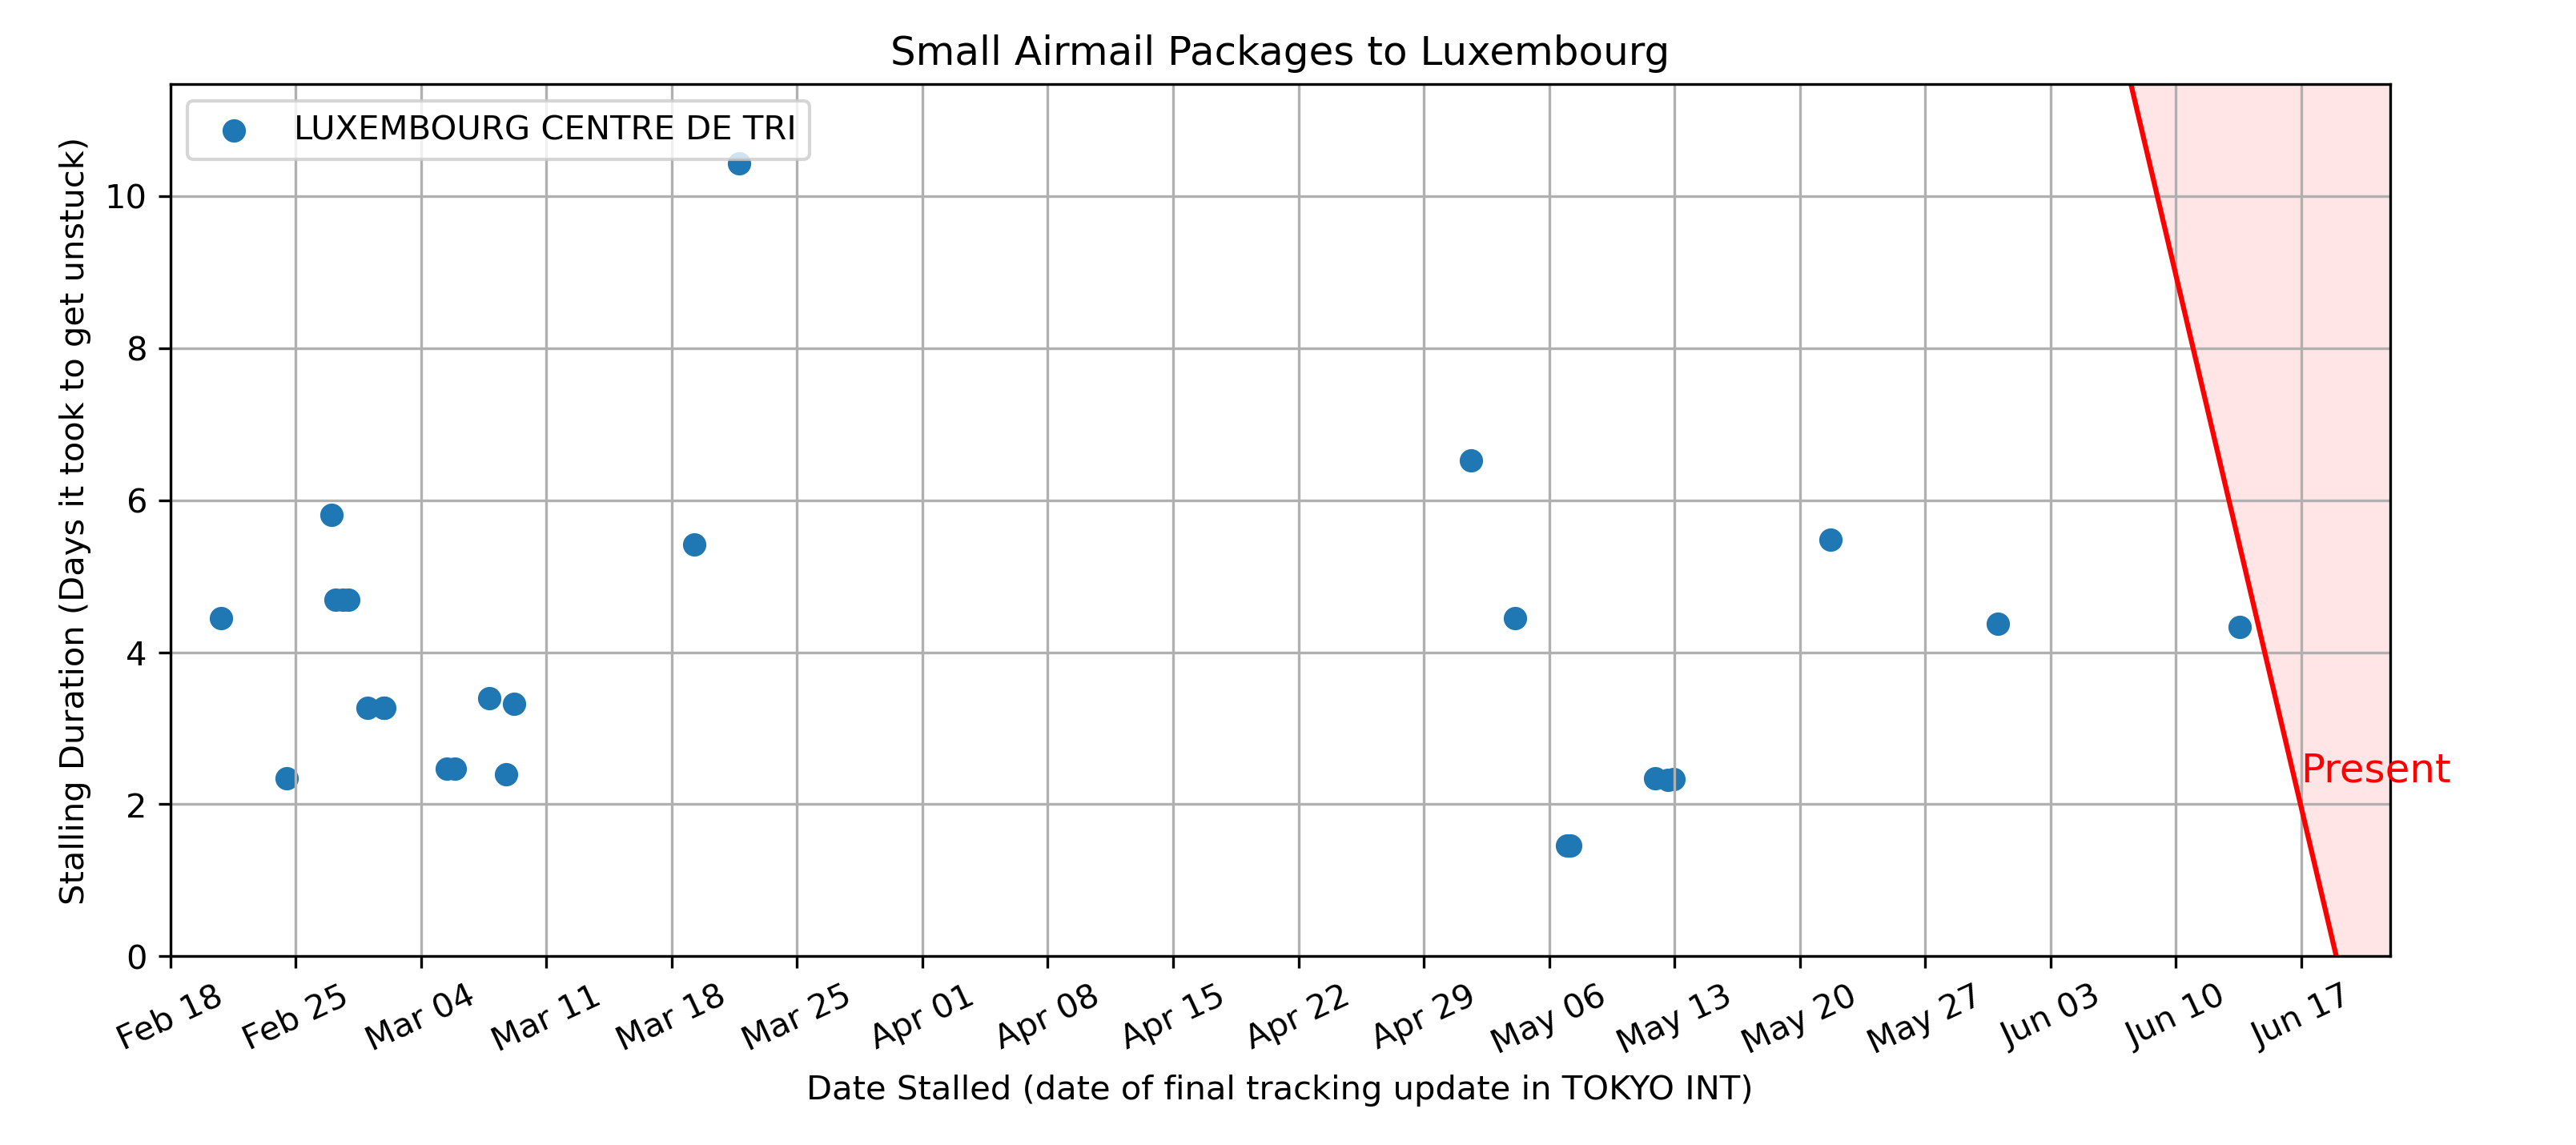 Small Airmail Packages to Luxembourg
LUXEMBOURG CENTRE DE TRI
Stalling Duration (Days it took to get unstuck)
10
8
6
4
2
0
Present
Feb 18
Feb 25
Mar 04
Mar 11
Mar 18
Mar 25
Apr 01
Apr 08
Apr 15
Apr 22
Apr 29
May 06
May 13
May 20
May 27
Jun 03
Jun 10
Jun 17
Date Stalled (date of final tracking update in TOKYO INT)